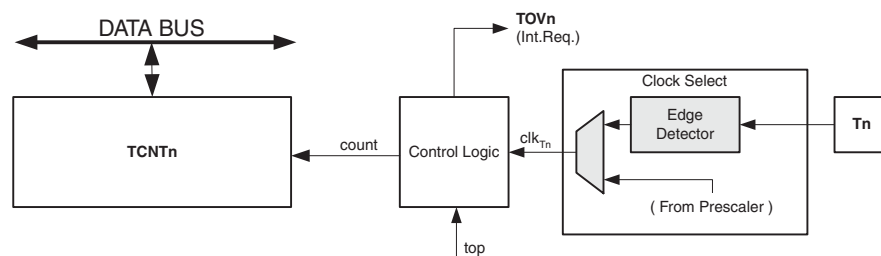 DATA BUS
TOVn
(Int.Req.)
Clock Select
TCNTn
count
Control Logic
clkTn
Edge
Detector
Tn
( From Prescaler )
top